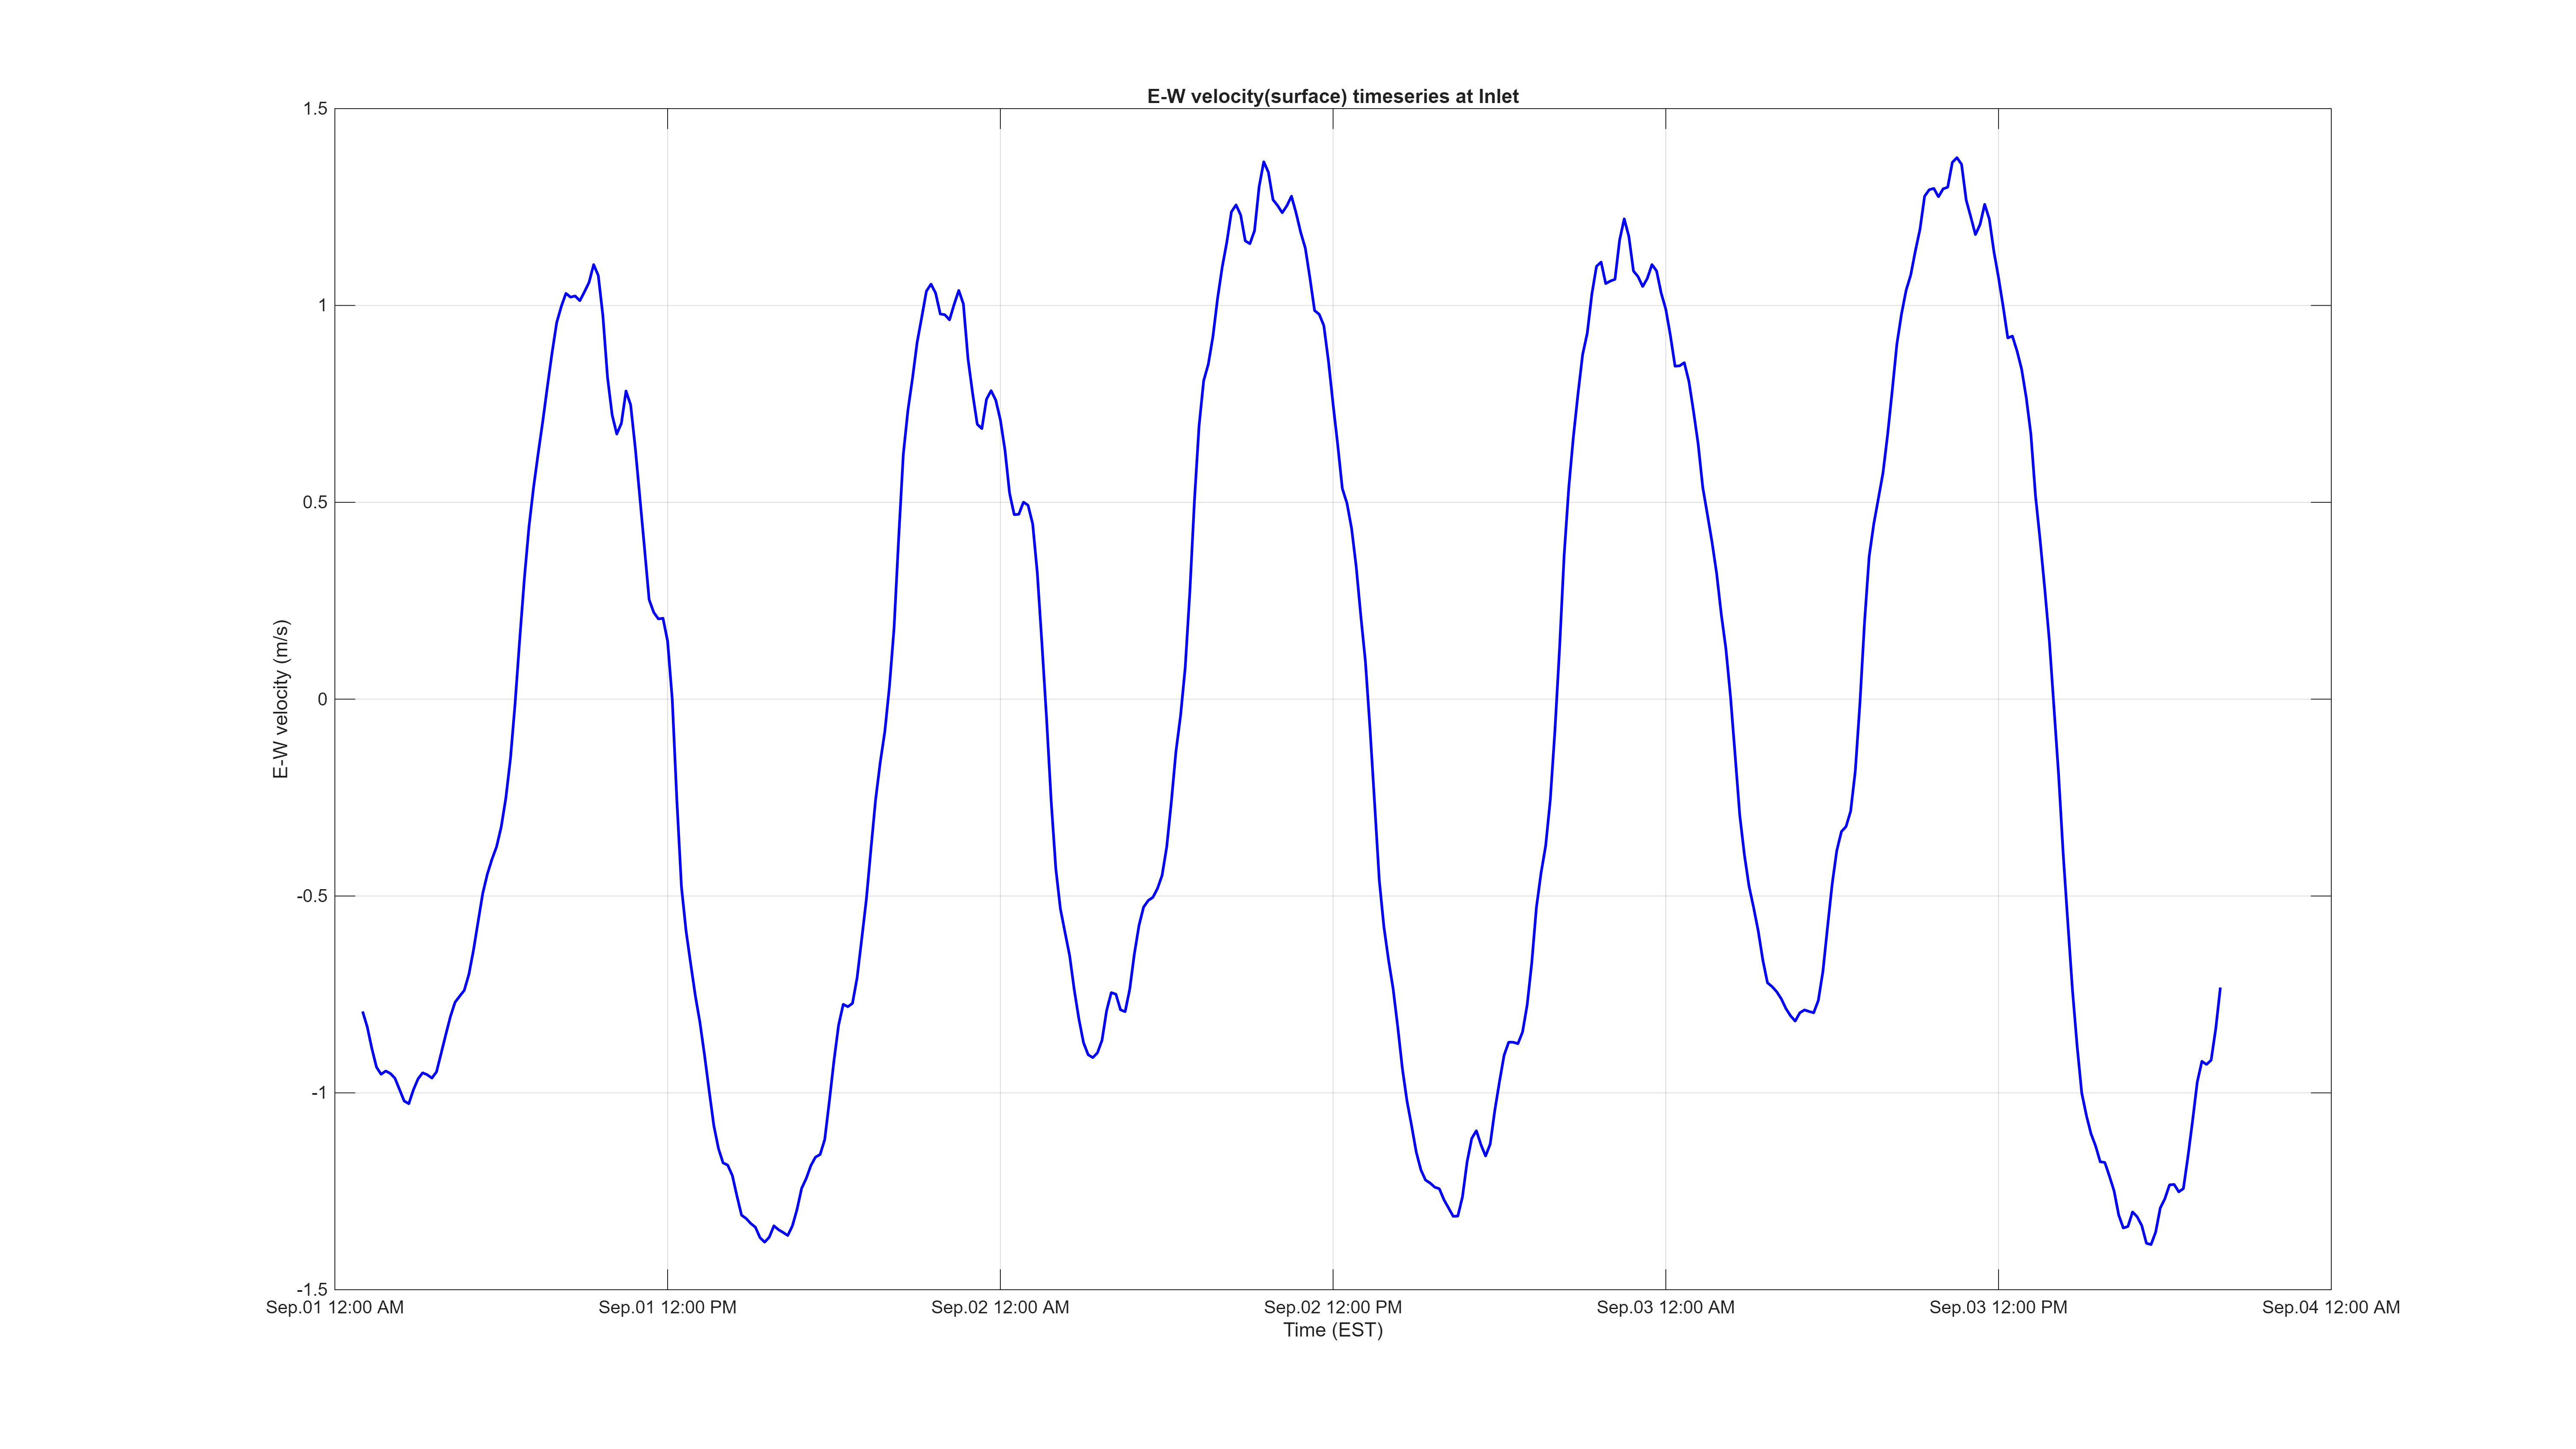 E-W velocity(surface) timeseries at Inlet
1.5
1
0.5
0
-0.5
-1
-1.5
E-W velocity (m/s)
Sep.01 12:00 AM
Sep.01 12:00 PM
Sep.02 12:00 AM
Sep.02 12:00 PM
Sep.03 12:00 AM
Sep.03 12:00 PM
Sep.04 12:00 AM
Time (EST)